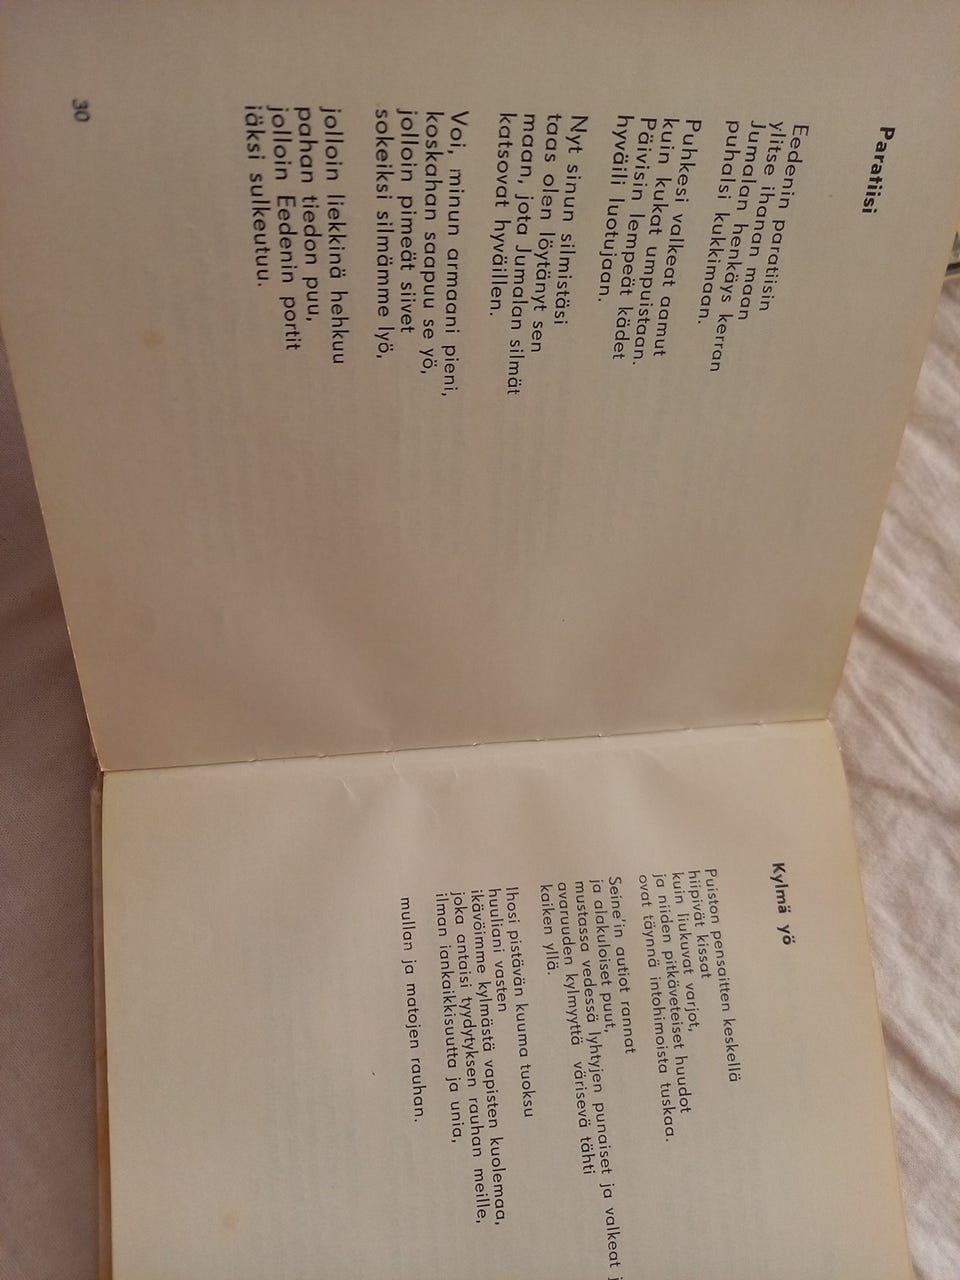 Paratiisi
Eedenin paratiisin
ylitse ihanan maan
Jumalan henkäys kerran
puhalsi kukkimaan.
Puhkesi valkeat aamut
kuin kukat umpuistaan.
Päivisin lempeät kädet
hyväili luotujaan.
Nyt sinun silmistäsi
taas olen löytänyt sen
maan, jota Jumalan silmät
katsovat hyväillen.
Voi, minun armaani pieni,
koskahan saapuu se yö,
jolloin pimeät siivet
sokeiksi silmämme lyö,
jolloin liekkinä hehkuu
pahan tiedon puu,
jolloin Eedenin portit
iäksi sulkeutuu.
30
Kylmä yö
Puiston pensaitten keskellä
hiipivät kissat
kuin liukuvat varjot,
ja niiden pitkäveteiset huudot
ovat täynnä intohimoista tuskaa.
Seine'in autiot rannat
ja alakuloiset puut,
mustassa vedessä lyhtyjen punaiset ja valkeat
avaruuden kylmyyttä värisevä tähti
kaiken yllä.
Ihosi pistävän kuuma tuoksu
huuliani vasten
ikävöimme kylmästä vapisten kuolemaa,
joka antaisi tyydytyksen rauhan meille,
ilman iankaikkisuutta ja unia,
mullan ja matojen rauhan.